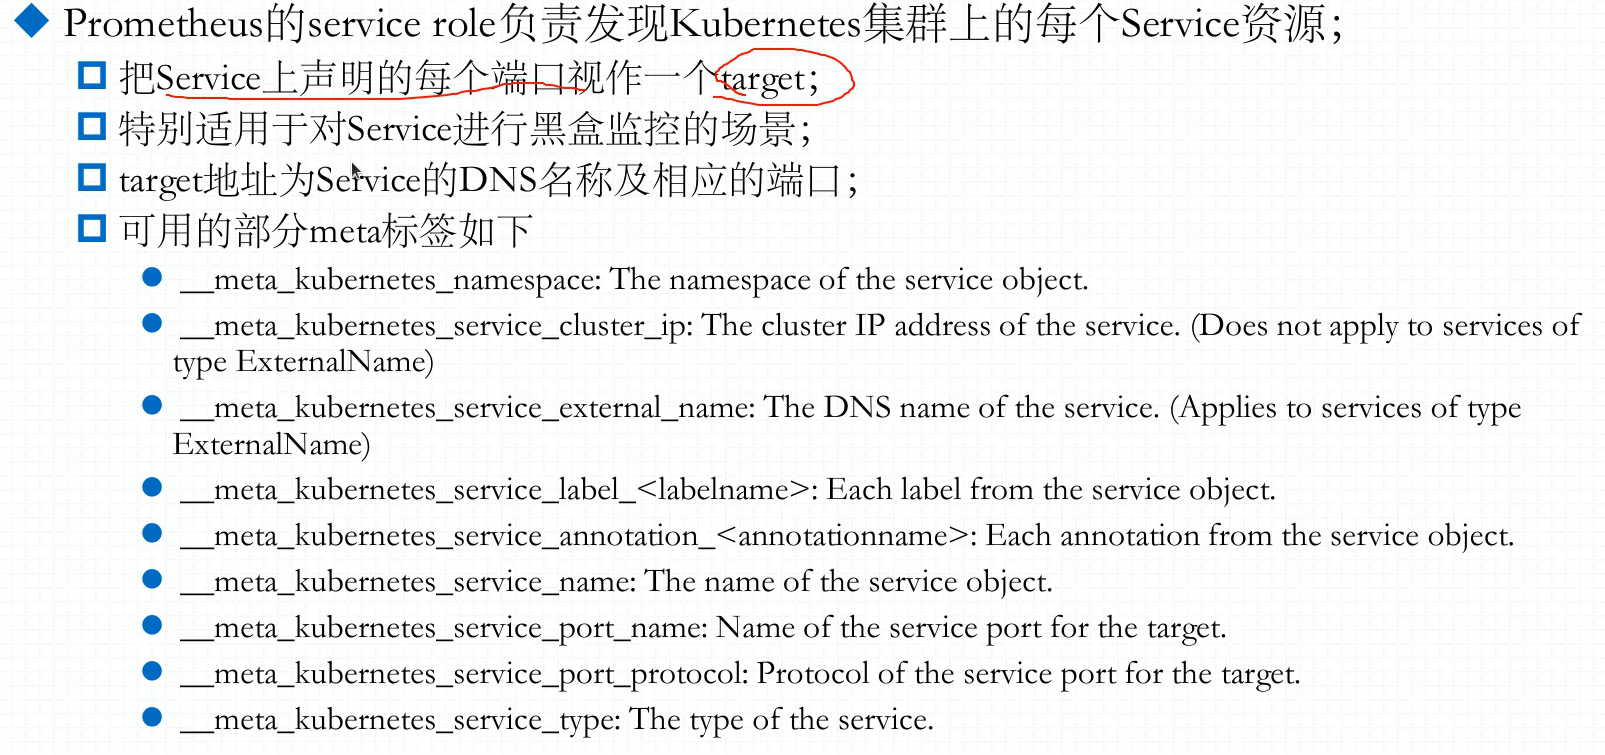 Prometheus的service role负责发现Kubernetes集群上的每个Service资源；
把Service上声明的每个端口视作一个target；
特别适用于对Service进行黑盒监控的场景；
target地址为Service的DNS名称及相应的端口；
可用的部分meta标签如下
__meta_kubernetes_namespace: The namespace of the service object.
__meta_kubernetes_service_cluster_ip: The cluster IP address of the service. (Does not apply to services of
type ExternalName)
__meta_kubernetes_service_external_name: The DNS name of the service. (Applies to services of type
ExternalName)
__meta_kubernetes_service_label_<labelname>: Each label from the service object.
__meta_kubernetes_service_annotation_<annotationname>: Each annotation from the service object.
__meta_kubernetes_service_name: The name of the service object.
__meta_kubernetes_service_port_name: Name of the service port for the target.
__meta_kubernetes_service_port_protocol: Protocol of the service port for the target.
__meta_kubernetes_service_type: The type of the service.